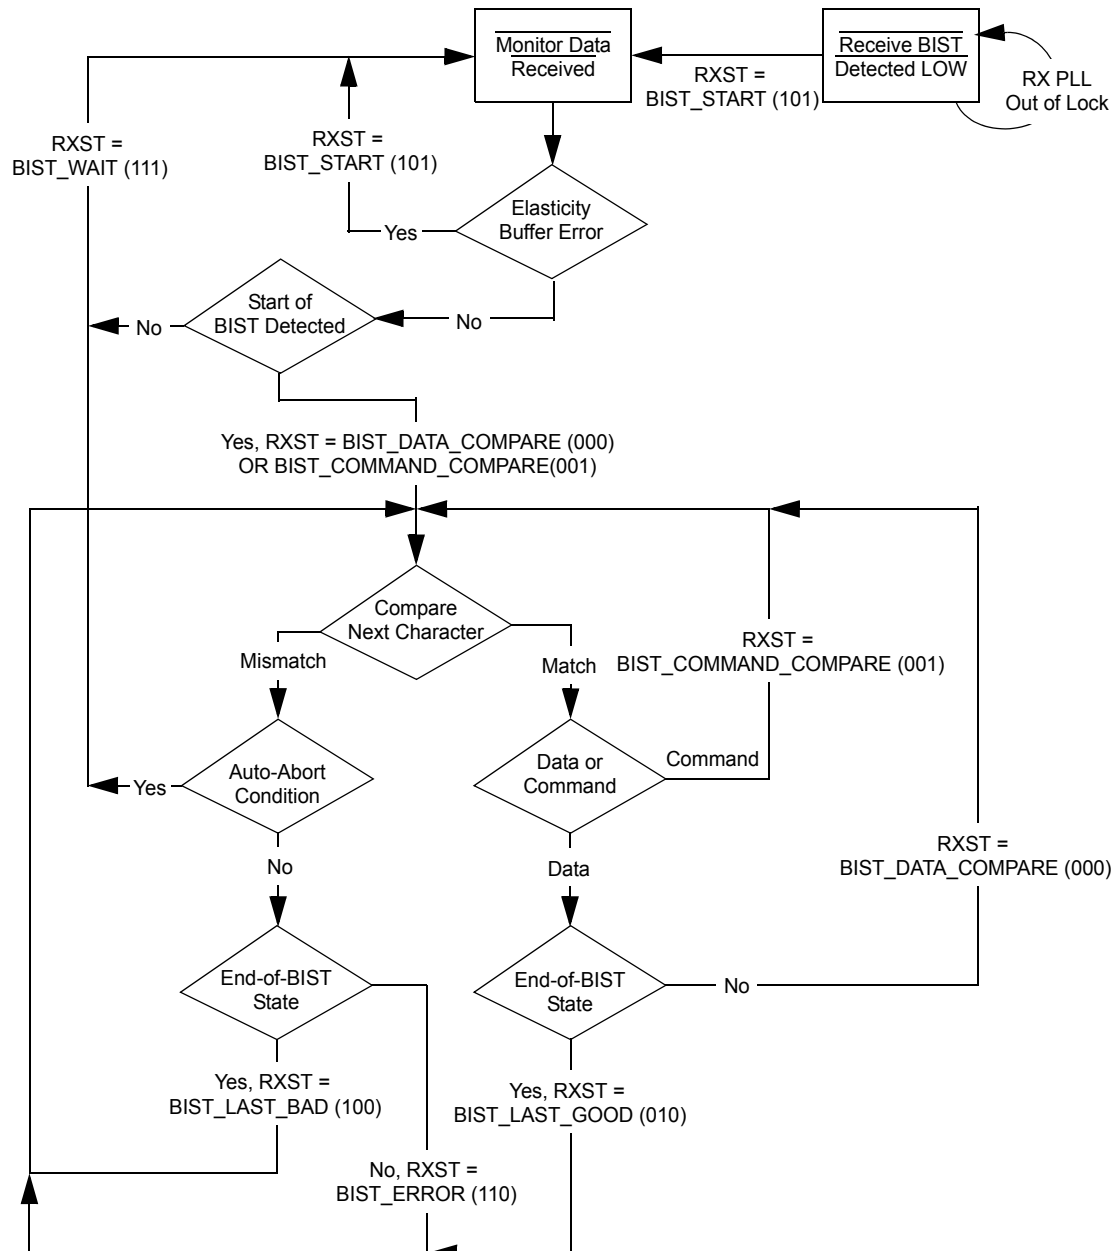 Monitor Data
Received
Receive BIST
Detected LOW
RX PLL
Out of Lock
RXST =
BIST_START (101)
RXST =
BIST_WAIT (111)
RXST =
BIST_START (101)
Elasticity
Buffer Error
Yes
Start of
BIST Detected
No
No
Yes, RXST = BIST_DATA_COMPARE (000)
OR BIST_COMMAND_COMPARE(001)
Compare
Next Character
Mismatch
Match
RXST =
BIST_COMMAND_COMPARE (001)
Auto-Abort
Condition
Yes
Data or
Command
Command
No
Data
RXST =
BIST_DATA_COMPARE (000)
End-of-BIST
State
End-of-BIST
State
No
Yes, RXST =
BIST_LAST_BAD (100)
Yes, RXST =
BIST_LAST_GOOD (010)
No, RXST =
BIST_ERROR (110)